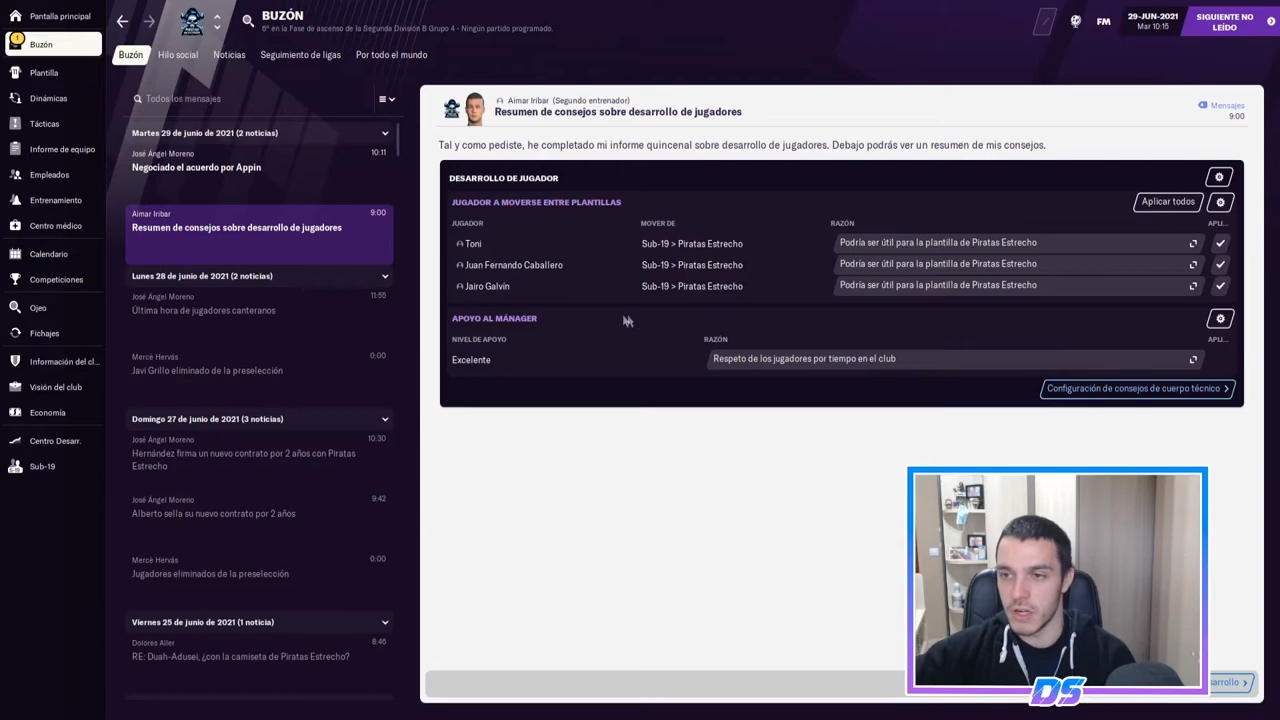 Pantalla principal
1
Buzón
Plantilla
Dinámicas
Tácticas
Informe de equipo
Empleados
Entrenamiento
Centro médico
Calendario
Competiciones
Ojeo
Fichajes
Información del cl...
Visión del club
Economía
Centro Desarr.
Sub-19
BUZÓN
6º en la Fase de ascenso de la Segunda División B Grupo 4 - Ningún partido programado.
FM
29-JUN-2021
Mar 10:15
SIGUIENTE NO
LEÍDO
Buzón
Hilo social
Noticias
Seguimiento de ligas
Por todo el mundo
Todos los mensajes
Martes 29 de junio de 2021 (2 noticias)
José Ángel Moreno
10:11
Negociado el acuerdo por Appin
Aimar Iribar
9:00
Resumen de consejos sobre desarrollo de jugadores
Lunes 28 de junio de 2021 (2 noticias)
José Ángel Moreno
11:55
Última hora de jugadores canteranos
Mercè Hervás
0:00
Javi Grillo eliminado de la preselección
Domingo 27 de junio de 2021 (3 noticias)
José Ángel Moreno
10:30
Hernández firma un nuevo contrato por 2 años con Piratas
Estrecho
José Ángel Moreno
9:42
Alberto sella su nuevo contrato por 2 años
Mercè Hervás
0:00
Jugadores eliminados de la preselección
Viernes 25 de junio de 2021 (1 noticia)
Dolores Aller
8:46
RE: Duah-Adusei, ¿con la camiseta de Piratas Estrecho?
Aimar Iribar (Segundo entrenador)
Resumen de consejos sobre desarrollo de jugadores
Mensajes
9:00
Tal y como pediste, he completado mi informe quincenal sobre desarrollo de jugadores. Debajo podrás ver un resumen de mis consejos.
DESARROLLO DE JUGADOR
JUGADOR A MOVERSE ENTRE PLANTILLAS
Aplicar todos
JUGADOR
MOVER DE
RAZÓN
APLI...
Toni
Sub-19 > Piratas Estrecho
Podría ser útil para la plantilla de Piratas Estrecho
Juan Fernando Caballero
Sub-19 > Piratas Estrecho
Podría ser útil para la plantilla de Piratas Estrecho
Jairo Galvín
Sub-19 > Piratas Estrecho
Podría ser útil para la plantilla de Piratas Estrecho
APOYO AL MÁNAGER
NIVEL DE APOYO
RAZÓN
APLI...
Excelente
Respeto de los jugadores por tiempo en el club
Configuración de consejos de cuerpo técnico
sarrollo
DS